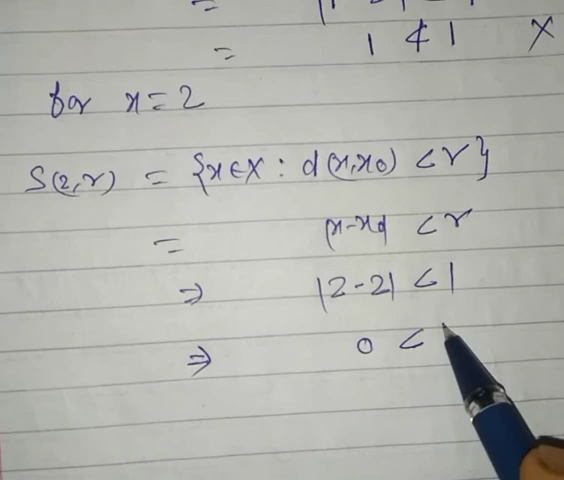 =
= 1 ≮ 1 ×
for x = 2
S(2,r) = {x∈X : d(x,x0) < r}
= |x-x0| < r
⇒ |2-2| < 1
⇒ 0 <